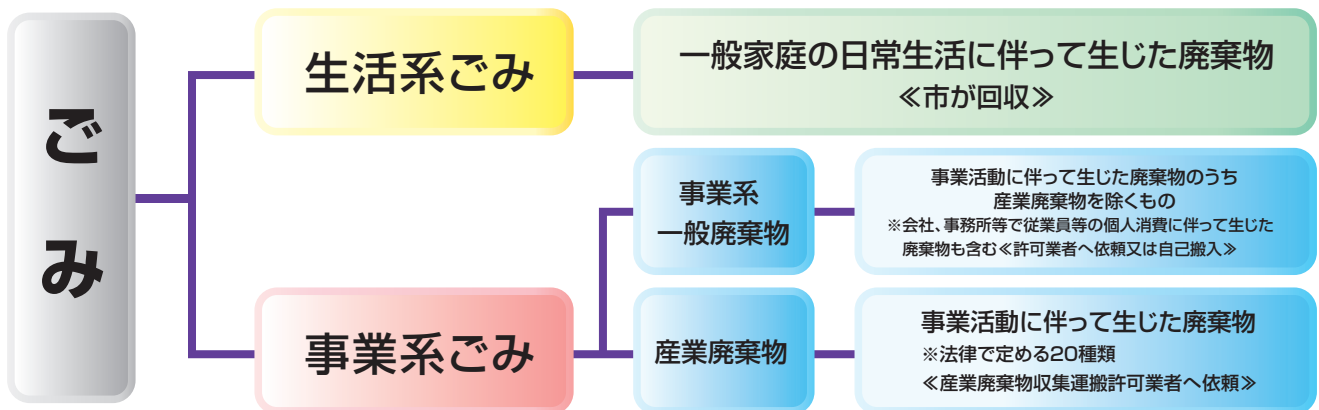 ごみ
生活系ごみ
一般家庭の日常生活に伴って生じた廃棄物
≪市が回収≫
事業系ごみ
事業系
一般廃棄物
事業活動に伴って生じた廃棄物のうち
産業廃棄物を除くもの
※会社、事務所等で従業員等の個人消費に伴って生じた
廃棄物も含む≪許可業者へ依頼又は自己搬入≫
産業廃棄物
事業活動に伴って生じた廃棄物
※法律で定める20種類
≪産業廃棄物収集運搬許可業者へ依頼≫